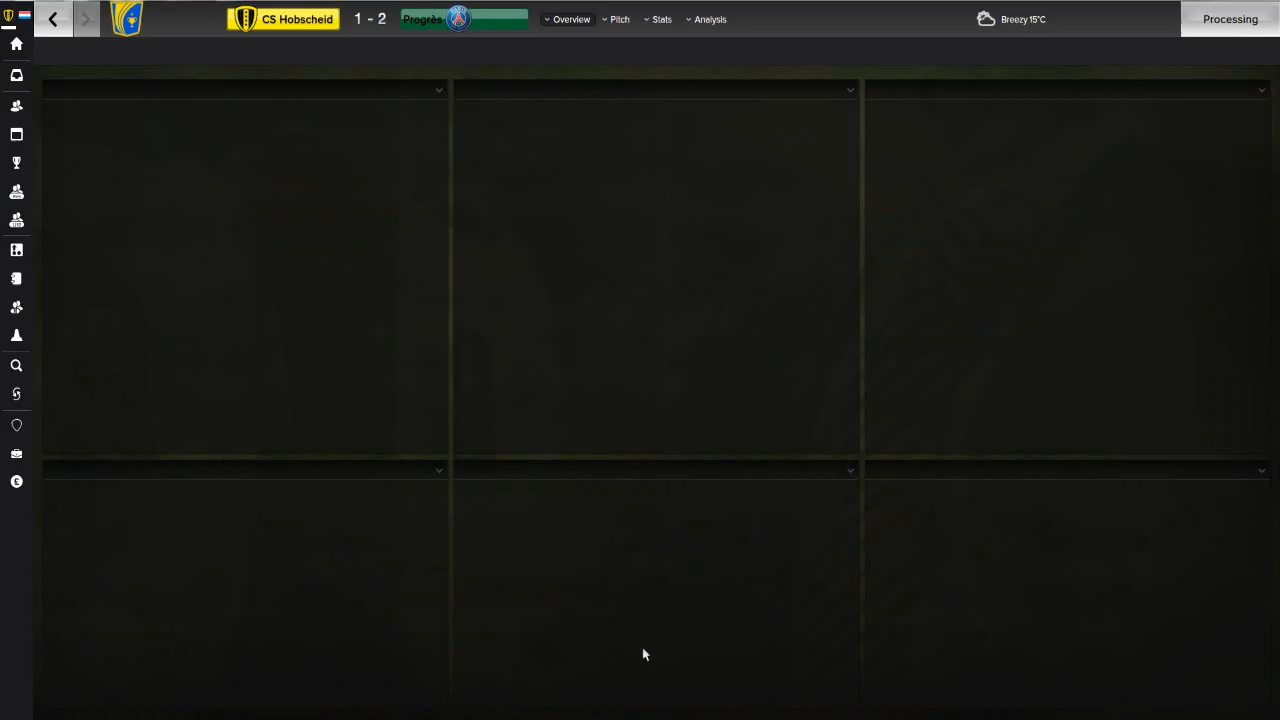 CS Hobscheid
1 - 2
Progrès
Overview
Pitch
Stats
Analysis
Breezy 15°C
Processing